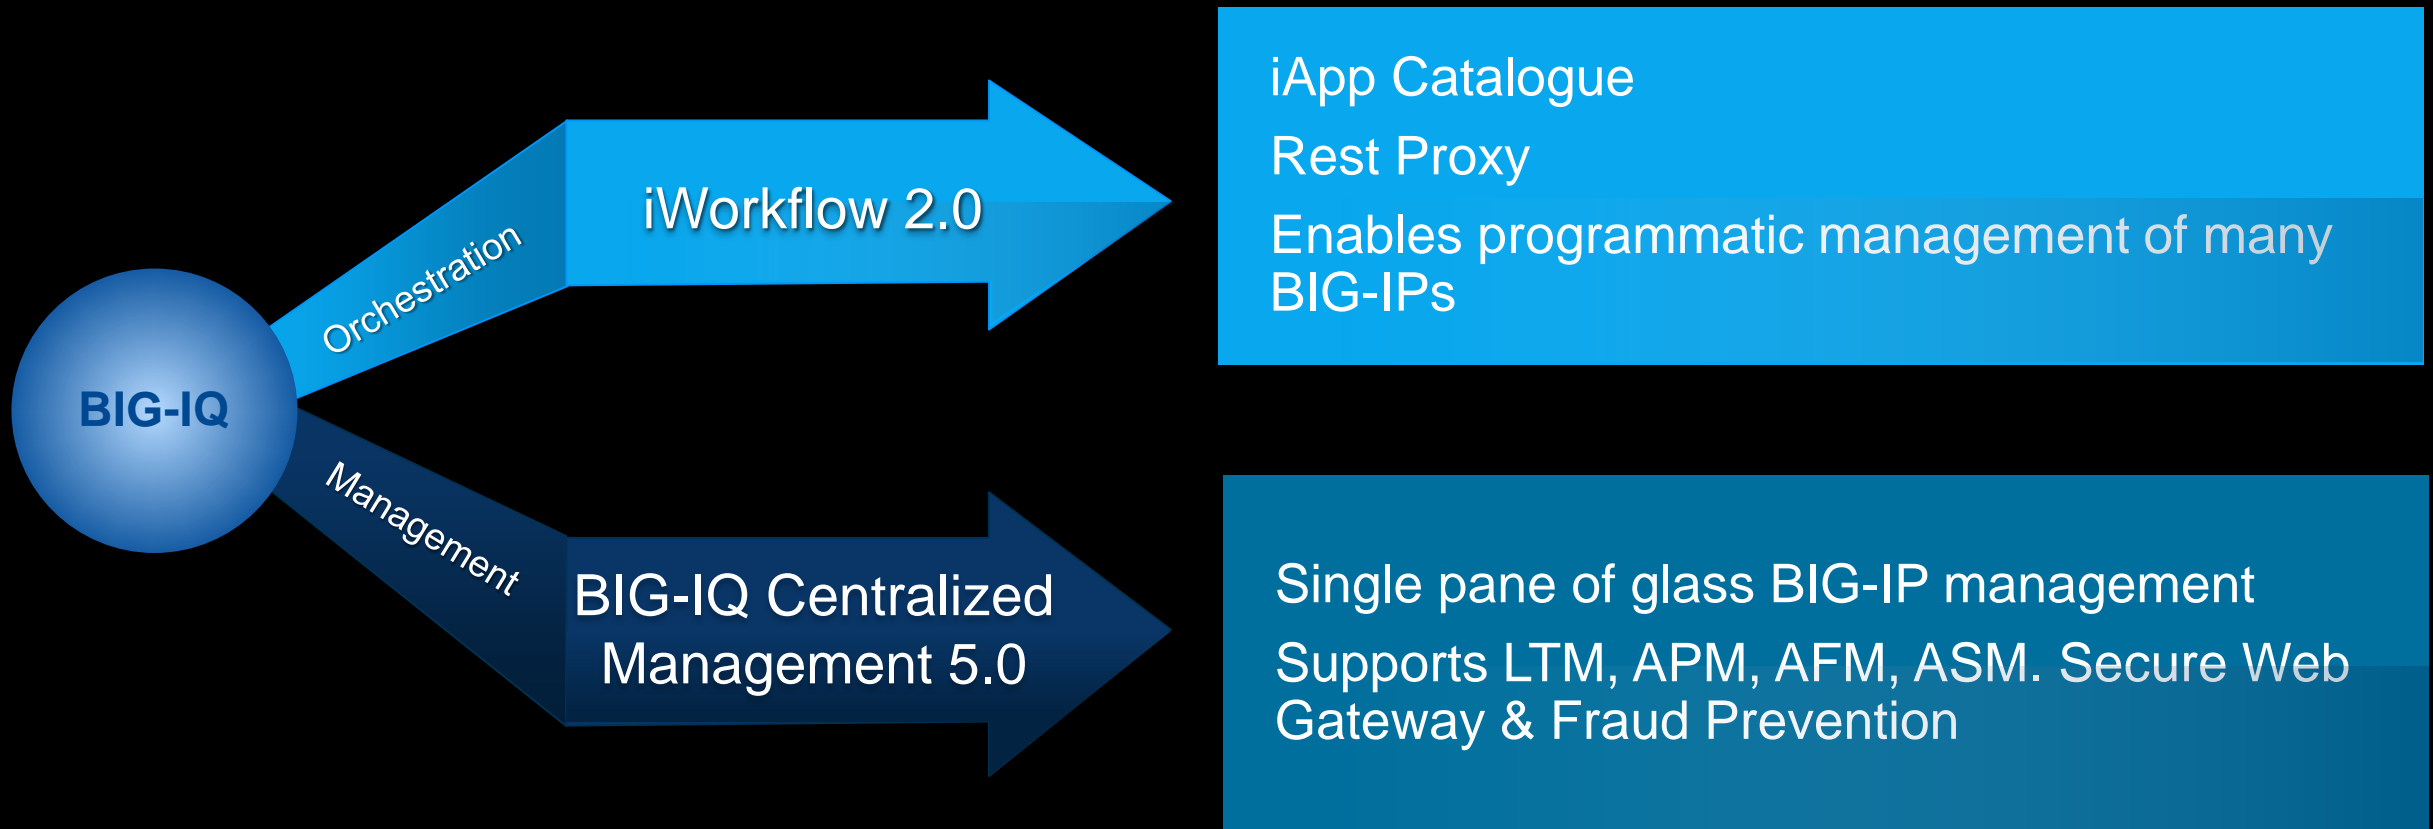 BIG-IQ
Orchestration
iWorkflow 2.0
iApp Catalogue
Rest Proxy
Enables programmatic management of many
BIG-IPs
Management
BIG-IQ Centralized
Management 5.0
Single pane of glass BIG-IP management
Supports LTM, APM, AFM, ASM. Secure Web
Gateway & Fraud Prevention